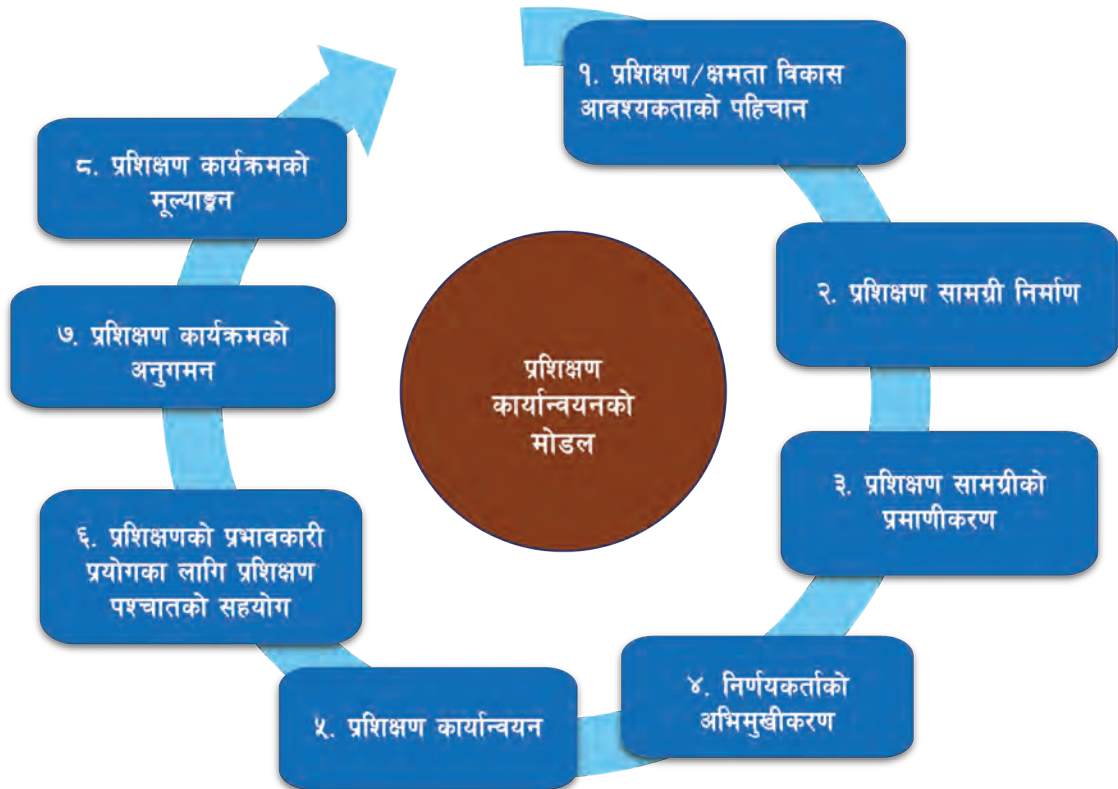 १. प्रशिक्षण/क्षमता विकास
आवश्यकताको पहिचान
२. प्रशिक्षण सामग्री निर्माण
३. प्रशिक्षण सामग्रीको
प्रमाणीकरण
४. निर्णयकर्ताको
अभिमुखीकरण
५. प्रशिक्षण कार्यान्वयन
६. प्रशिक्षणको प्रभावकारी
प्रयोगका लागि प्रशिक्षण
पश्चातको सहयोग
७. प्रशिक्षण कार्यक्रमको
अनुगमन
८. प्रशिक्षण कार्यक्रमको
मूल्याङ्कन
प्रशिक्षण
कार्यान्वयनको
मोडल